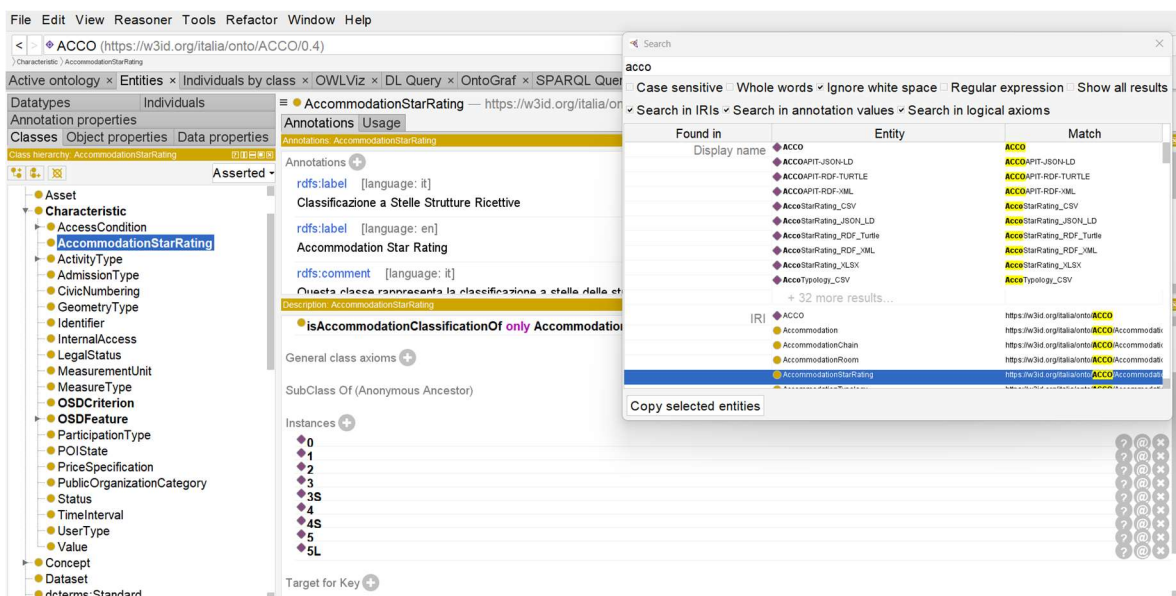 File Edit View Reasoner Tools Refactor Window Help
< > ACCO (https://w3id.org/italia/onto/ACCO/0.4)
Characteristic AccommodationStarRating
Active ontology × Entities × Individuals by class × OWLViz × DL Query × OntoGraf × SPARQL Quer
Datatypes Individuals
Annotation properties
Classes Object properties Data properties
Class hierarchy: AccommodationStarRating
Asserted
Asset
Characteristic
AccessCondition
AccommodationStarRating
ActivityType
AdmissionType
CivicNumbering
GeometryType
Identifier
InternalAccess
LegalStatus
MeasurementUnit
MeasureType
OSDCriterion
OSDFeature
ParticipationType
POIState
PriceSpecification
PublicOrganizationCategory
Status
TimeInterval
UserType
Value
Concept
Dataset
dcterms:Standard
AccommodationStarRating — https://w3id.org/italia/on
Annotations Usage
Annotations: AccommodationStarRating
Annotations
rdfs:label [language: it]
Classificazione a Stelle Strutture Ricettive
rdfs:label [language: en]
Accommodation Star Rating
rdfs:comment [language: it]
Questa classe rappresenta la classificazione a stelle delle st
Description: AccommodationStarRating
isAccommodationClassificationOf only Accommodation
General class axioms
SubClass Of (Anonymous Ancestor)
Instances
0
1
2
3
3S
4
4S
5
5L
Target for Key
Search
acco
Case sensitive Whole words Ignore white space Regular expression Show all results
Search in IRIs Search in annotation values Search in logical axioms
Found in Entity Match
Display name ACCO ACCO
ACCOAPIT-JSON-LD ACCOAPIT-JSON-LD
ACCOAPIT-RDF-TURTLE ACCOAPIT-RDF-TURTLE
ACCOAPIT-RDF-XML ACCOAPIT-RDF-XML
AccoStarRating_CSV AccoStarRating_CSV
AccoStarRating_JSON_LD AccoStarRating_JSON_LD
AccoStarRating_RDF_Turtle AccoStarRating_RDF_Turtle
AccoStarRating_RDF_XML AccoStarRating_RDF_XML
AccoStarRating_XLSX AccoStarRating_XLSX
AccoTypology_CSV AccoTypology_CSV
+ 32 more results...
IRI ACCO https://w3id.org/italia/onto/ACCO
Accommodation https://w3id.org/italia/onto/ACCO/Accommodati
AccommodationChain https://w3id.org/italia/onto/ACCO/Accommodati
AccommodationRoom https://w3id.org/italia/onto/ACCO/Accommodati
AccommodationStarRating https://w3id.org/italia/onto/ACCO/Accommodati
Copy selected entities